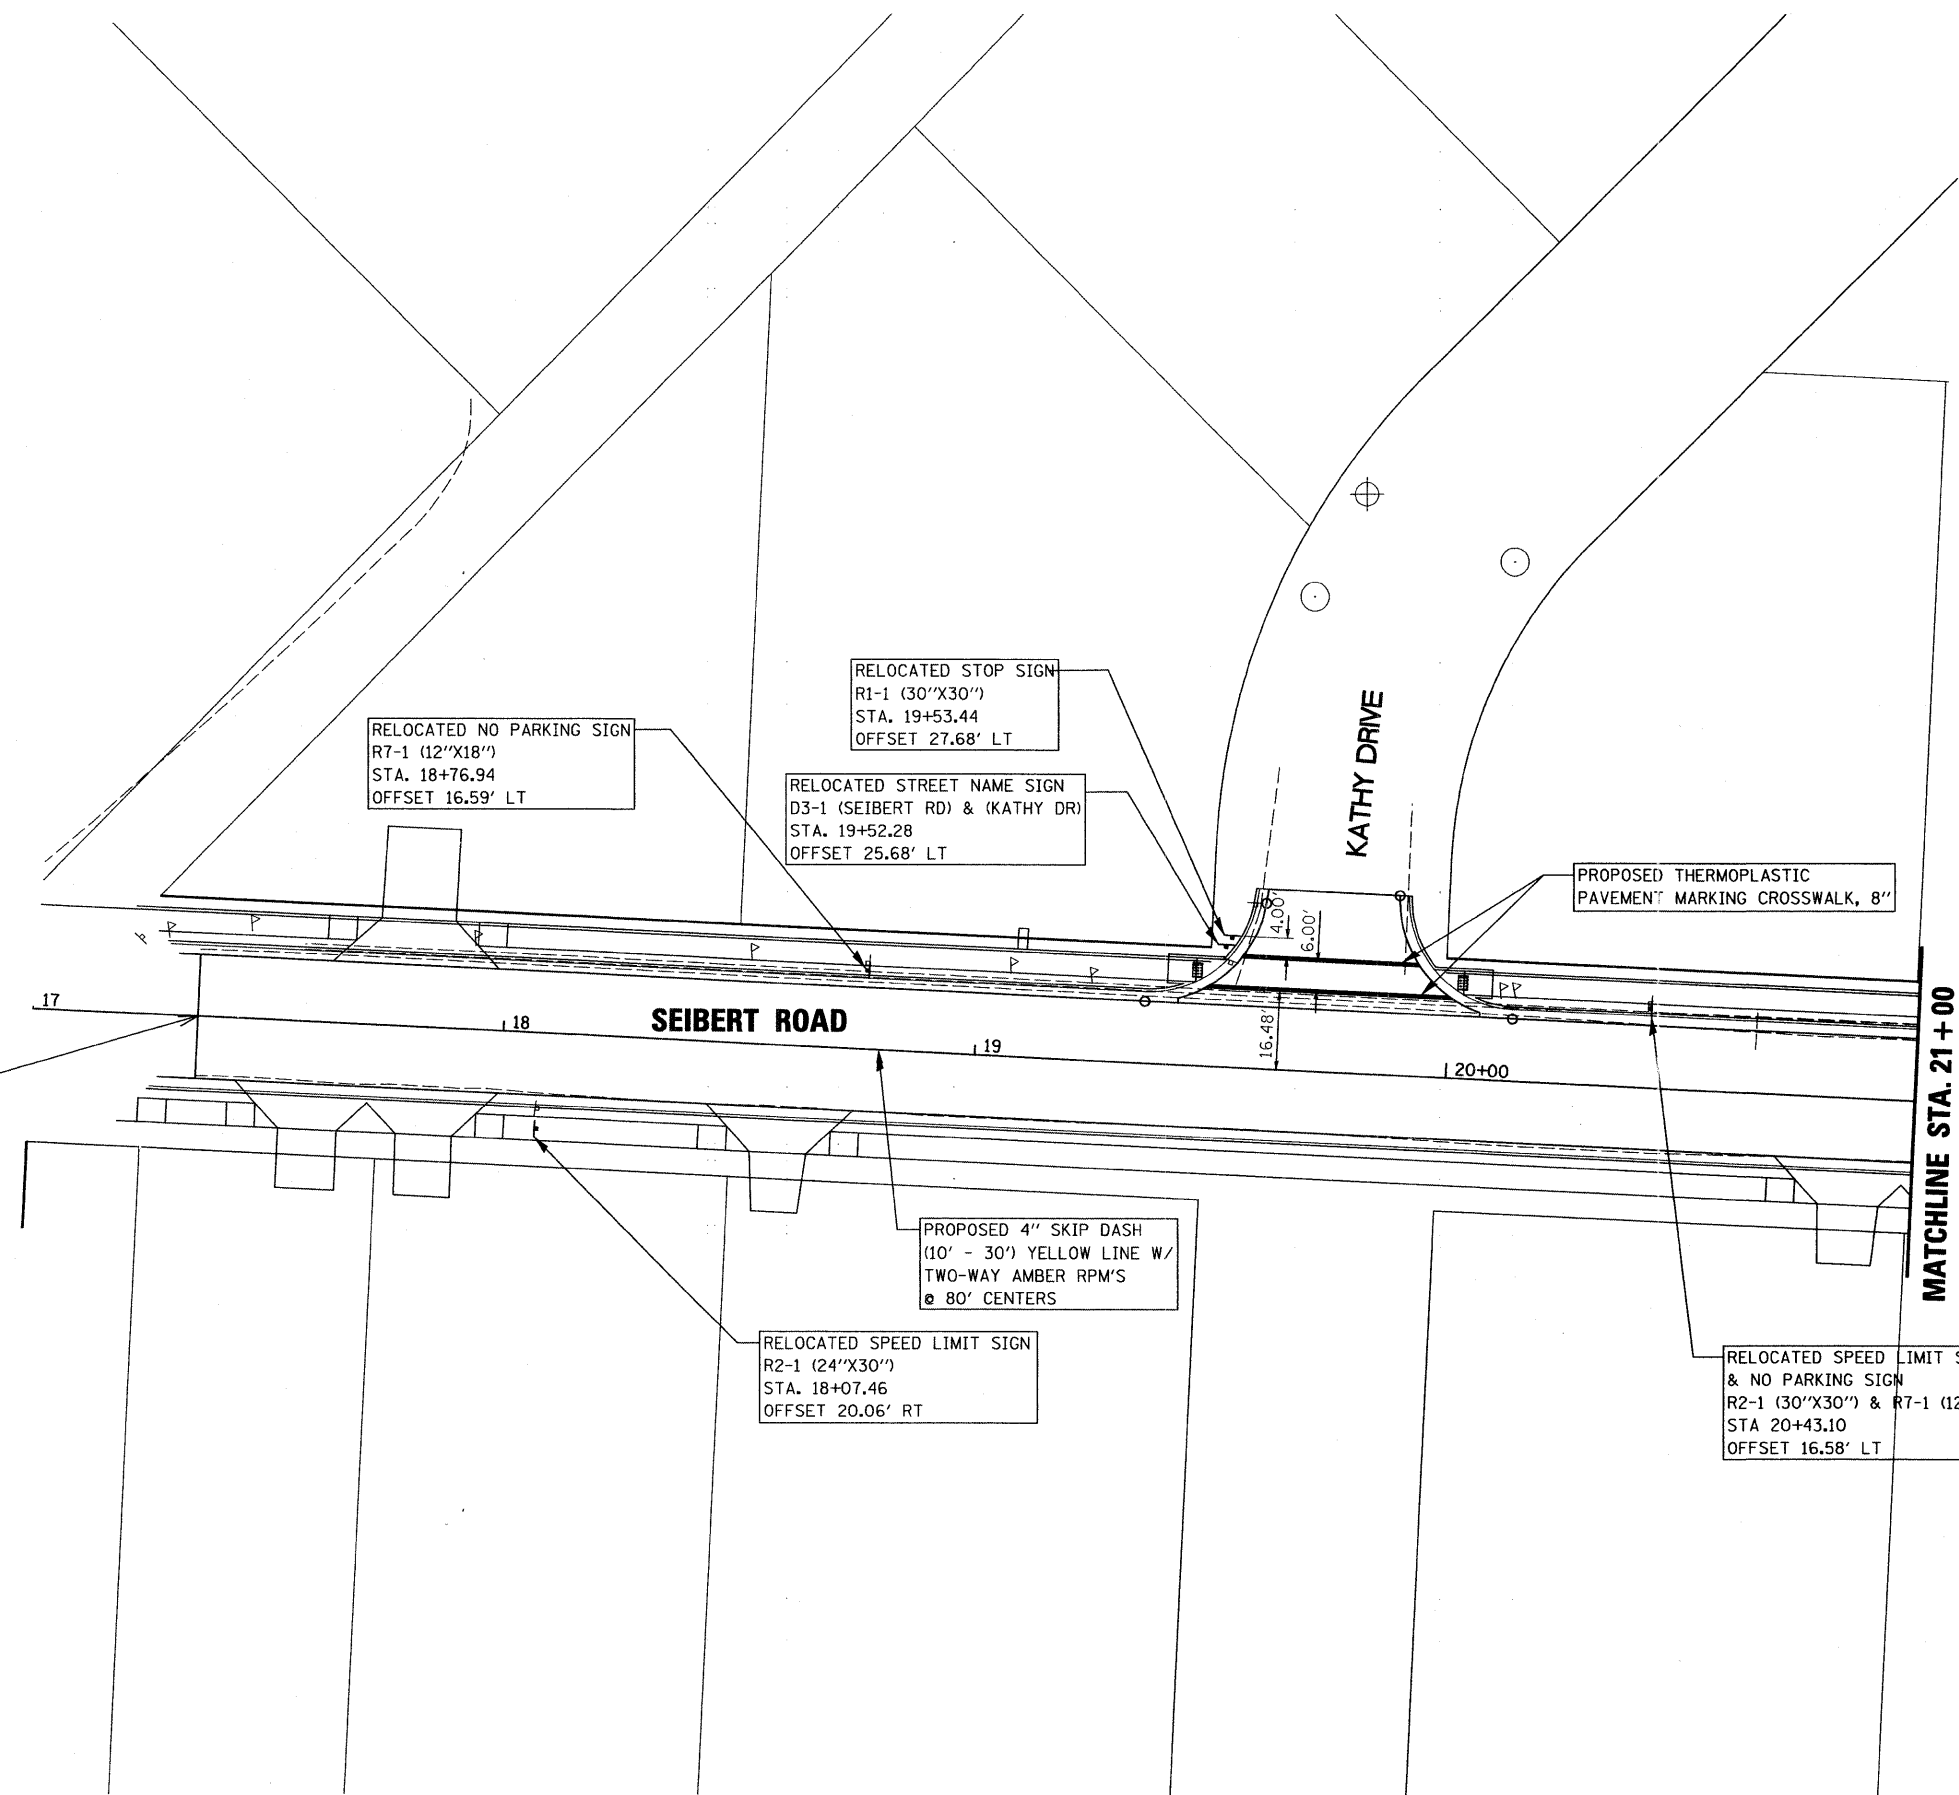 RELOCATED STOP SIGN
R1-1 (30"X30")
STA. 19+53.44
OFFSET 27.68' LT
RELOCATED NO PARKING SIGN
R7-1 (12"X18")
STA. 18+76.94
OFFSET 16.59' LT
RELOCATED STREET NAME SIGN
D3-1 (SEIBERT RD) & (KATHY DR)
STA. 19+52.28
OFFSET 25.68' LT
KATHY DRIVE
PROPOSED THERMOPLASTIC
PAVEMENT MARKING CROSSWALK, 8"
4.00'
6.00'
16.48'
17
18
SEIBERT ROAD
19
20+00
MATCHLINE STA. 21+00
PROPOSED 4" SKIP DASH
(10' - 30') YELLOW LINE W/
TWO-WAY AMBER RPM'S
@ 80' CENTERS
RELOCATED SPEED LIMIT SIGN
R2-1 (24"X30")
STA. 18+07.46
OFFSET 20.06' RT
RELOCATED SPEED LIMIT S
& NO PARKING SIGN
R2-1 (30"X30") & R7-1 (12
STA 20+43.10
OFFSET 16.58' LT